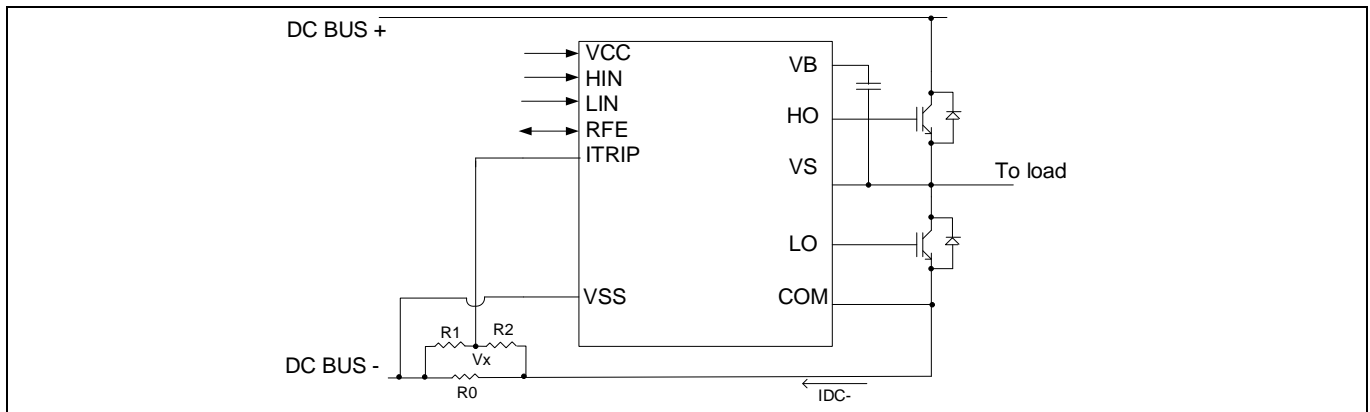 DC BUS +
VCC
HIN
LIN
RFE
ITRIP
VB
HO
VS
To load
LO
VSS
COM
R1
R2
Vx
DC BUS -
R0
IDC-